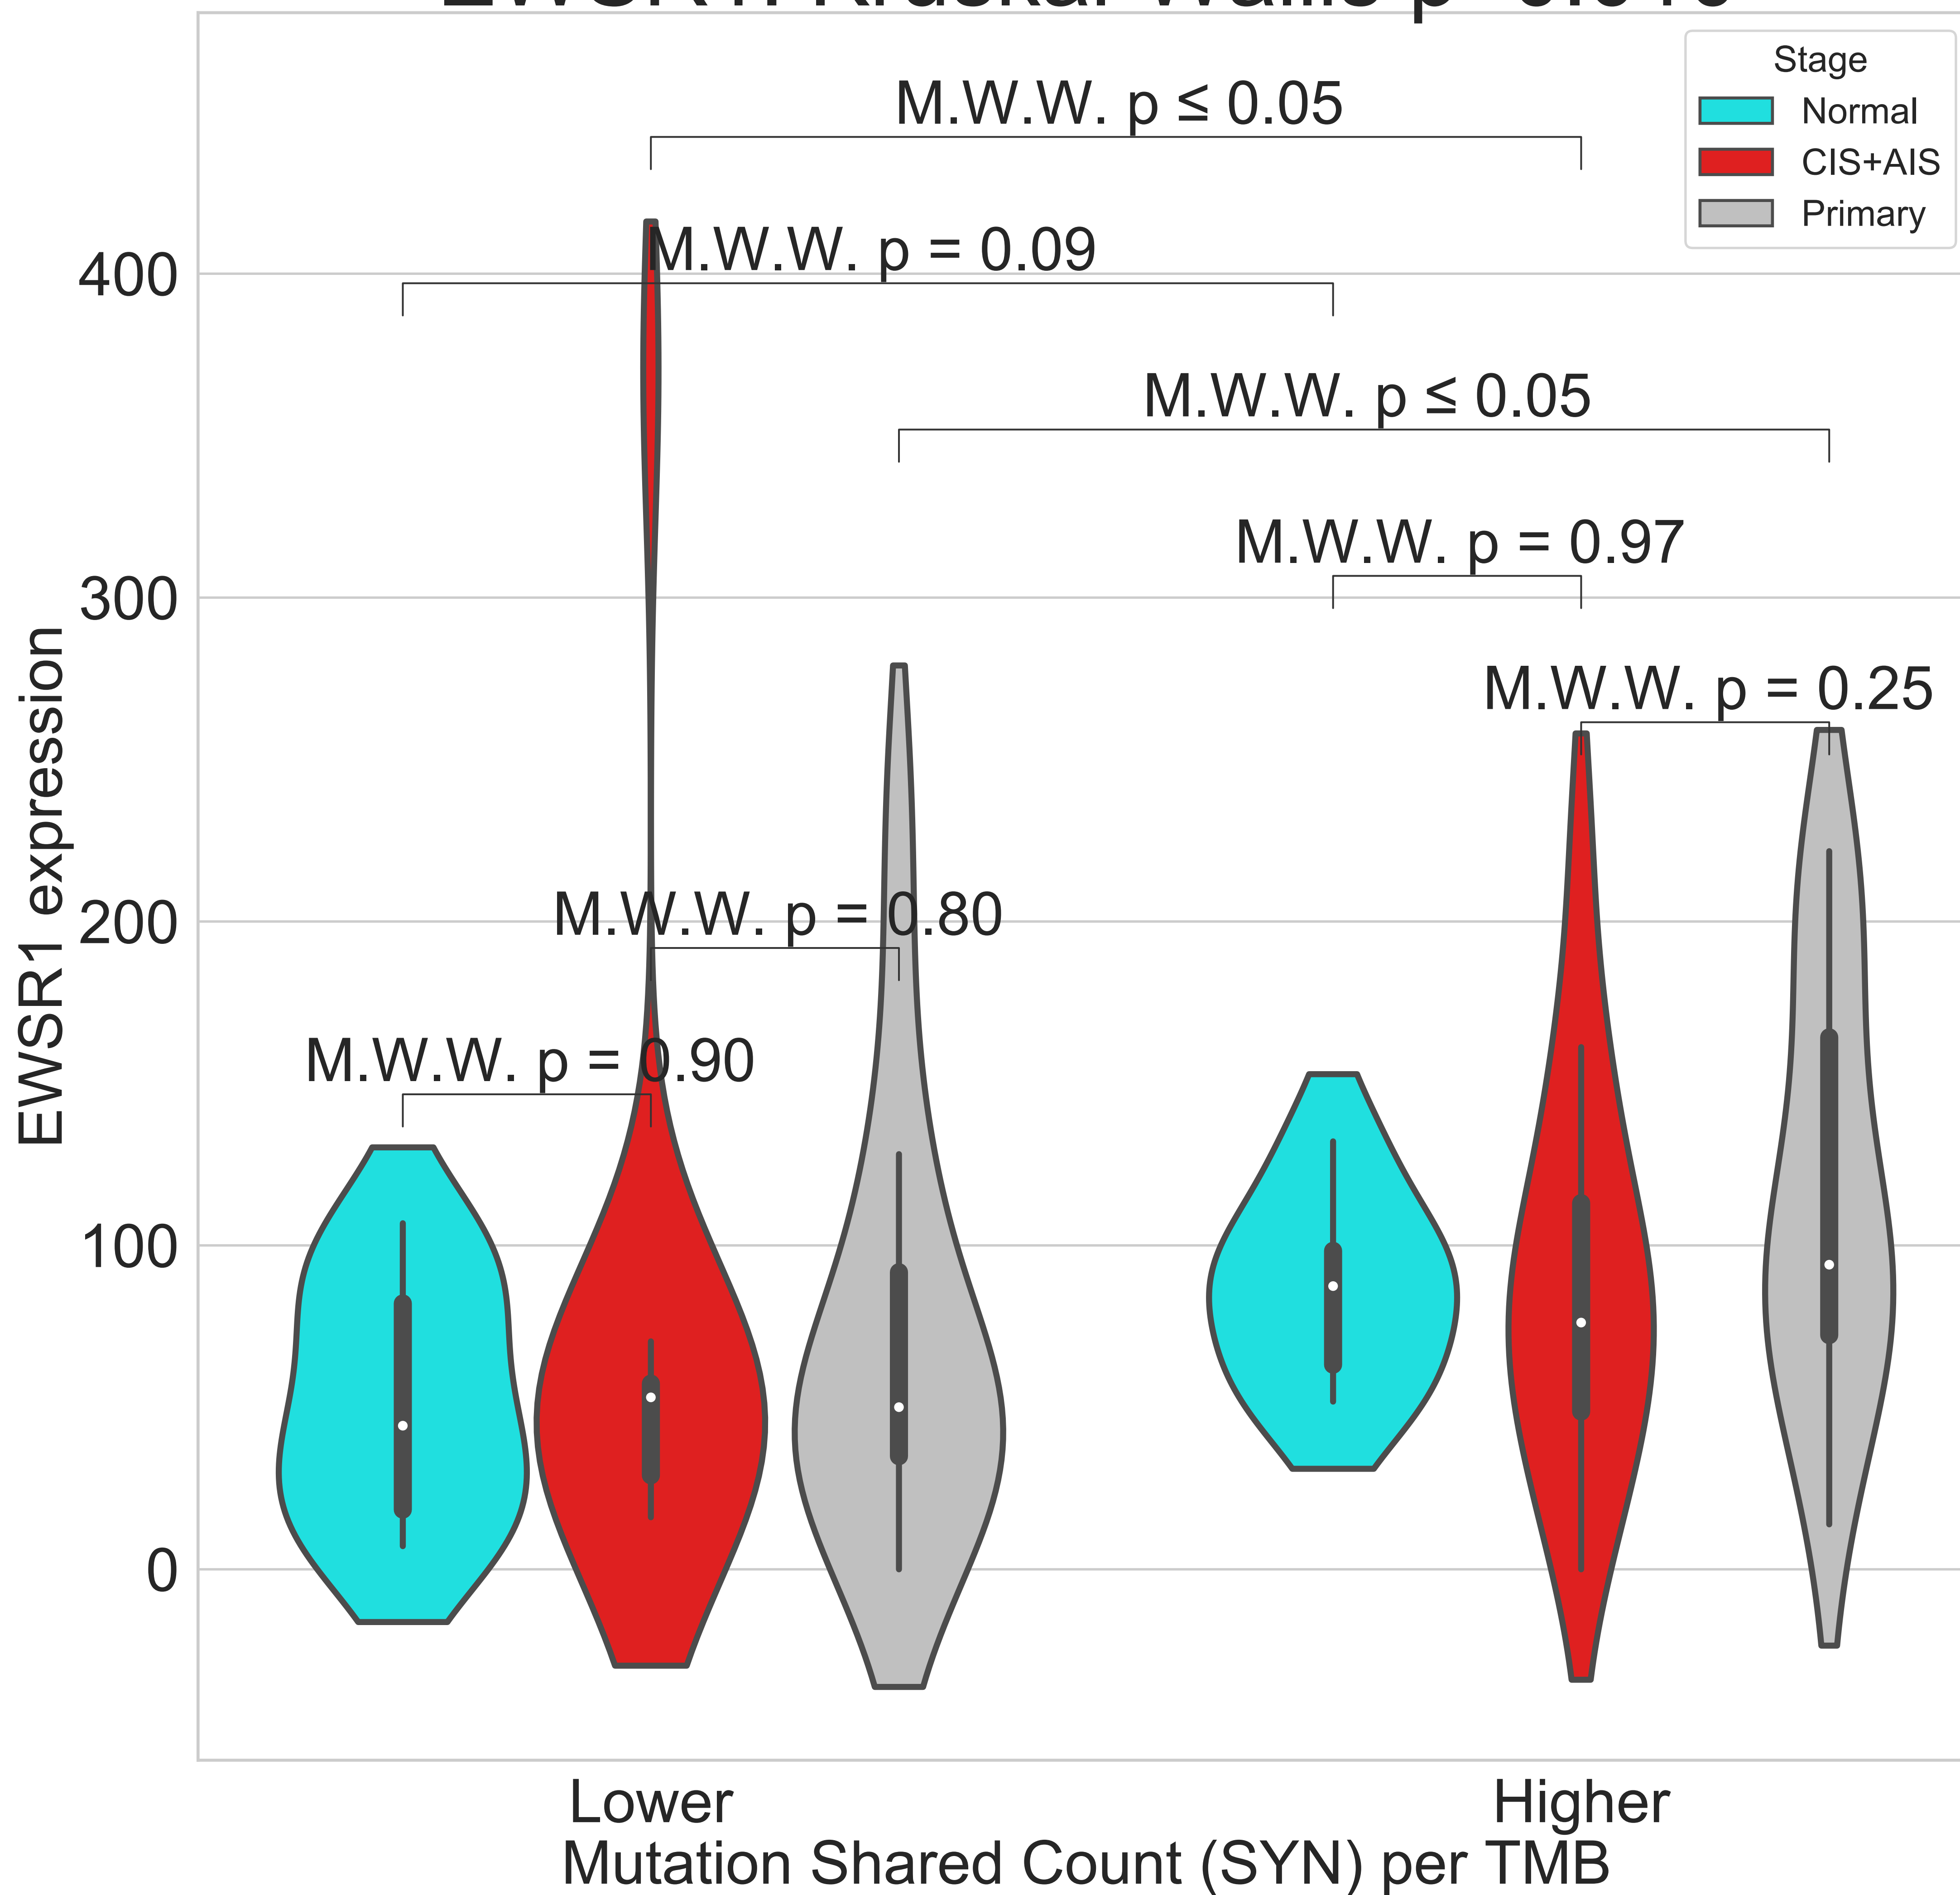 Stage
Normal
CIS+AIS
Primary
M.W.W. p ≤ 0.05
M.W.W. p = 0.09
M.W.W. p ≤ 0.05
M.W.W. p = 0.97
M.W.W. p = 0.25
M.W.W. p = 0.80
M.W.W. p = 0.90
EWSR1 expression
400
300
200
100
0
Lower
Higher
Mutation Shared Count (SYN) per TMB